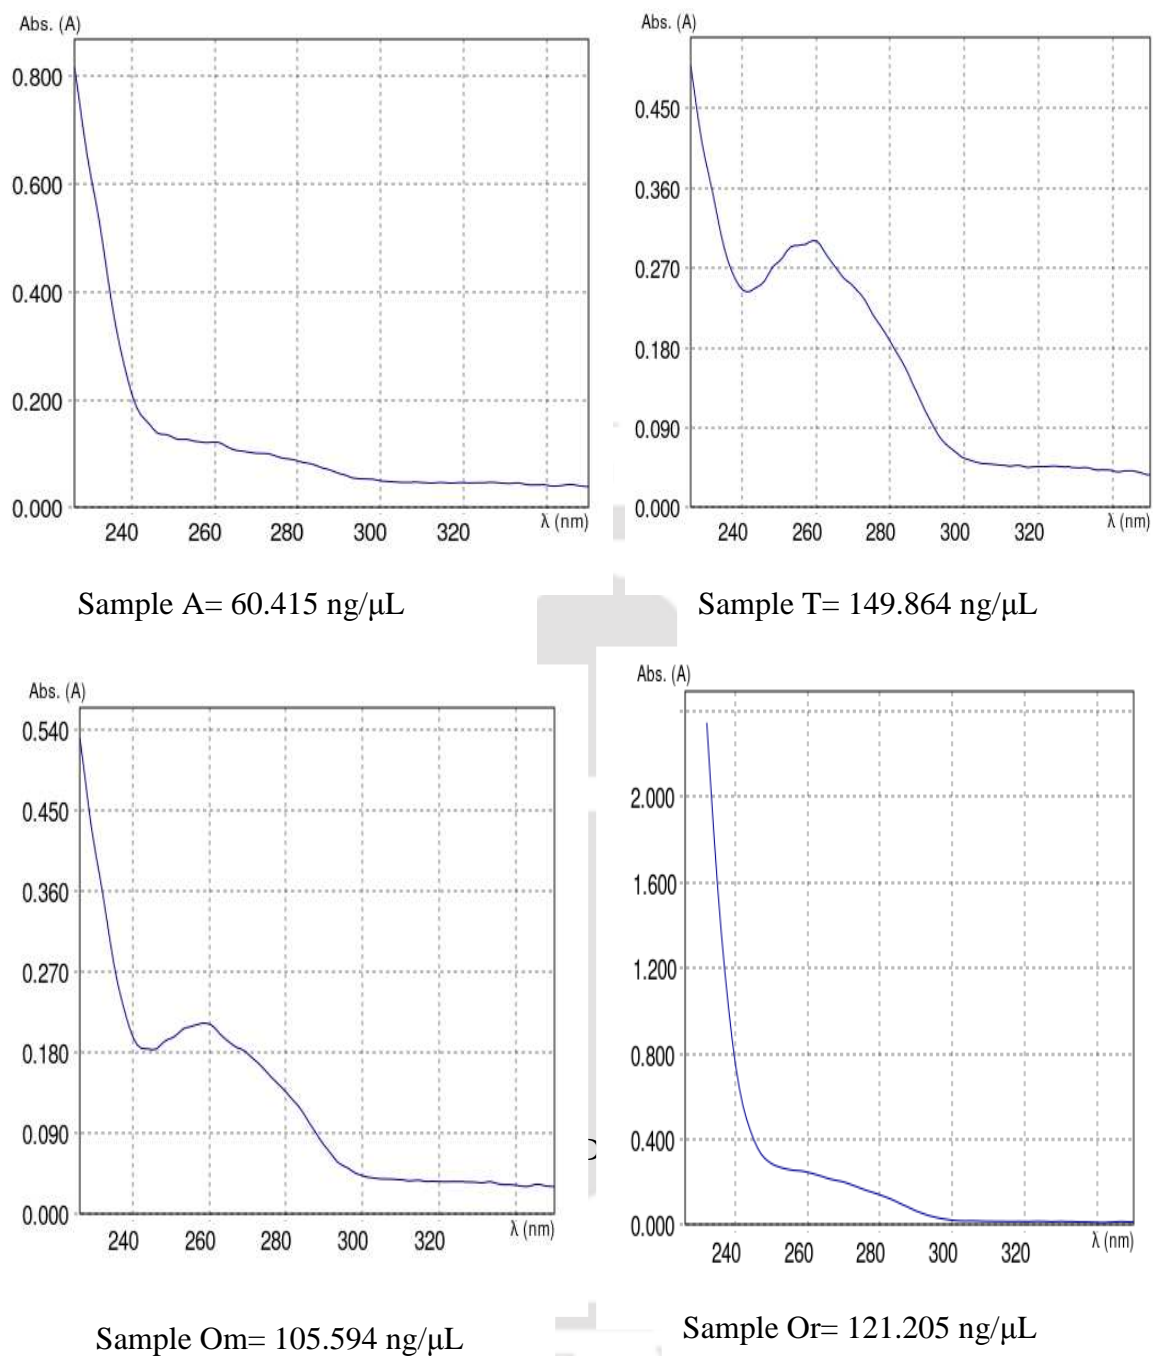 Abs. (A)
0.800
0.600
0.400
0.200
0.000
240 260 280 300 320 λ (nm)
Sample A= 60.415 ng/μL
Abs. (A)
0.450
0.360
0.270
0.180
0.090
0.000
240 260 280 300 320 λ (nm)
Sample T= 149.864 ng/μL
Abs. (A)
0.540
0.450
0.360
0.270
0.180
0.090
0.000
240 260 280 300 320 λ (nm)
Sample Om= 105.594 ng/μL
Abs. (A)
2.000
1.600
1.200
0.800
0.400
0.000
240 260 280 300 320 λ (nm)
Sample Or= 121.205 ng/μL